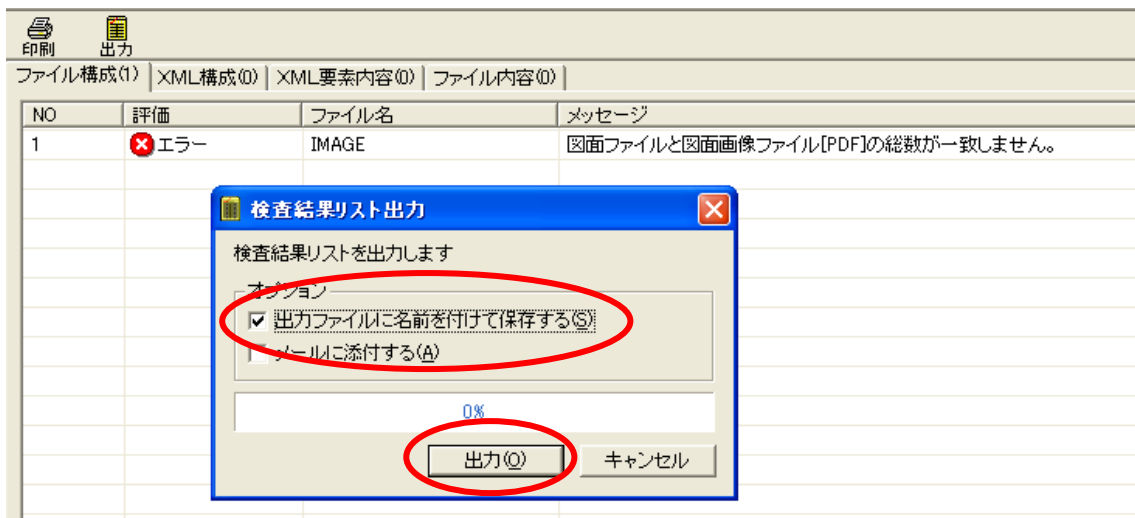 印刷 出力
ファイル構成(1) XML構成(0) XML要素内容(0) ファイル内容(0)
NO 評価 ファイル名 メッセージ
1 エラー IMAGE 図面ファイルと図面画像ファイル[PDF]の総数が一致しません。
検査結果リスト出力
検査結果リストを出力します
オプション
出力ファイルに名前を付けて保存する(S)
メールに添付する(A)
0%
出力(O) キャンセル